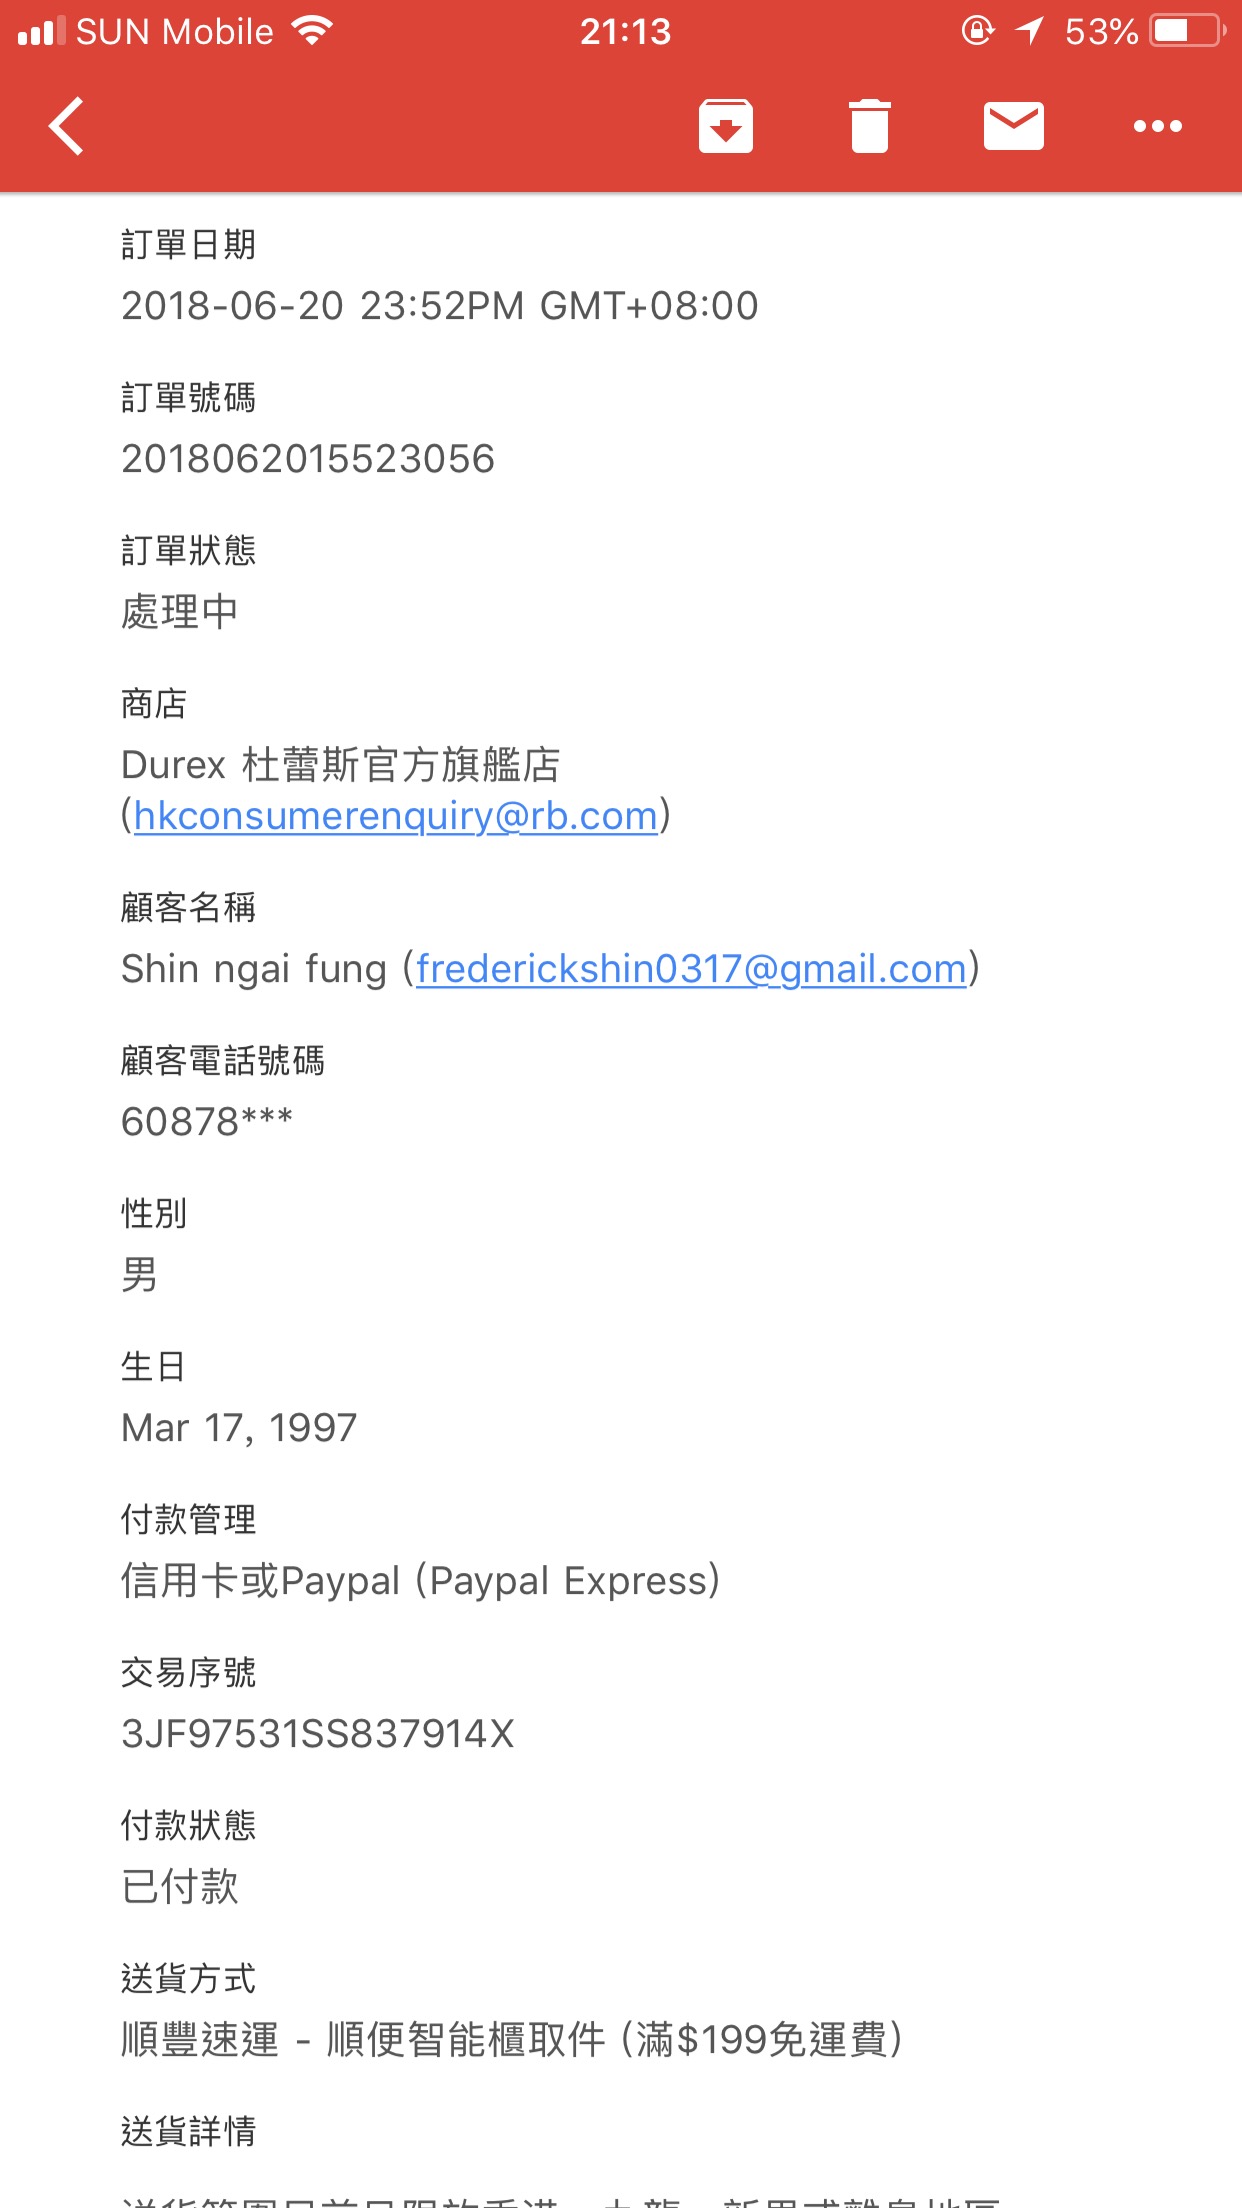 SUN Mobile 21:13 53%
訂單日期
2018-06-20 23:52PM GMT+08:00
訂單號碼
2018062015523056
訂單狀態
處理中
商店
Durex 杜蕾斯官方旗艦店
(hkconsumerenquiry@rb.com)
顧客名稱
Shin ngai fung (frederickshin0317@gmail.com)
顧客電話號碼
60878***
性別
男
生日
Mar 17, 1997
付款管理
信用卡或Paypal (Paypal Express)
交易序號
3JF97531SS837914X
付款狀態
已付款
送貨方式
順豐速運 - 順便智能櫃取件 (滿$199免運費)
送貨詳情